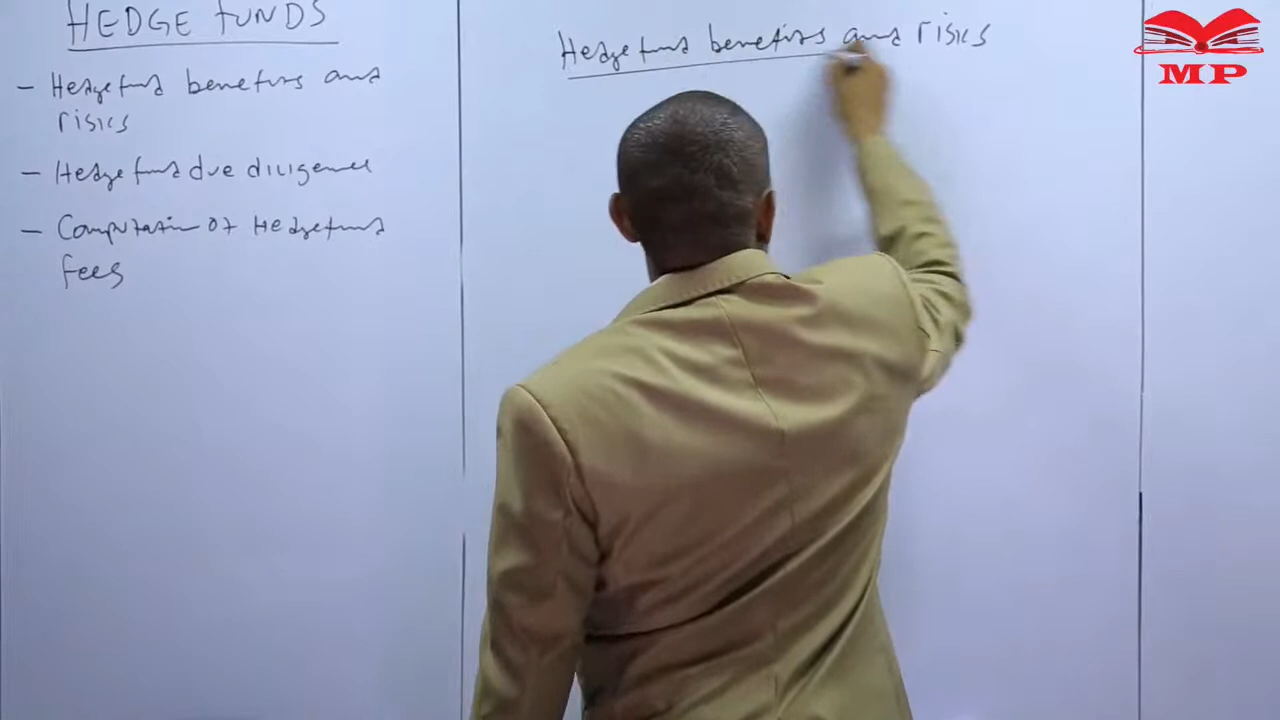 HEDGE FUNDS
- Hedge fund benefits and
risks
- Hedge fund due diligence
- Computation of Hedge fund
fees
Hedge fund benefits and risks
MP